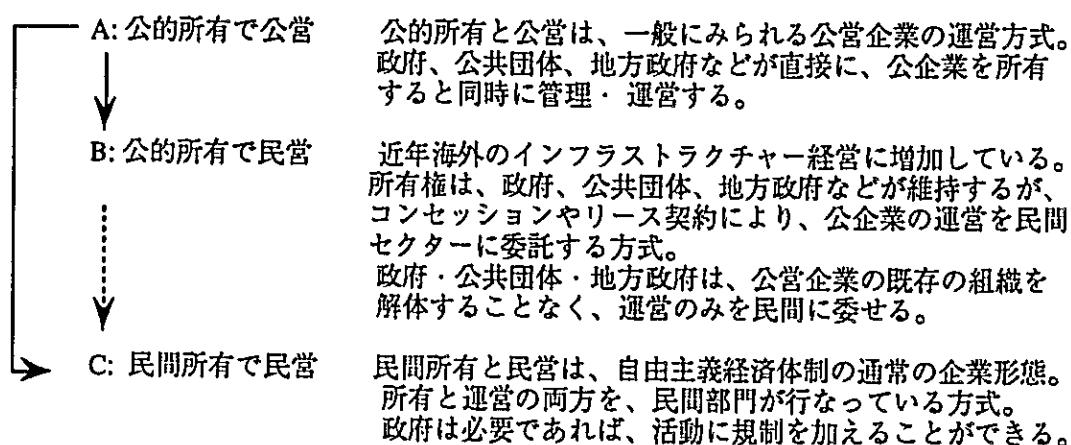 A: 公的所有で公営
公的所有と公営は、一般にみられる公営企業の運営方式。
政府、公共団体、地方政府などが直接に、公企業を所有
すると同時に管理・運営する。
B: 公的所有で民営
近年海外のインフラストラクチャー経営に増加している。
所有権は、政府、公共団体、地方政府などが維持するが、
コンセッションやリース契約により、公企業の運営を民間
セクターに委託する方式。
政府・公共団体・地方政府は、公営企業の既存の組織を
解体することなく、運営のみを民間に委せる。
C: 民間所有で民営
民間所有と民営は、自由主義経済体制の通常の企業形態。
所有と運営の両方を、民間部門が行なっている方式。
政府は必要であれば、活動に規制を加えることができる。